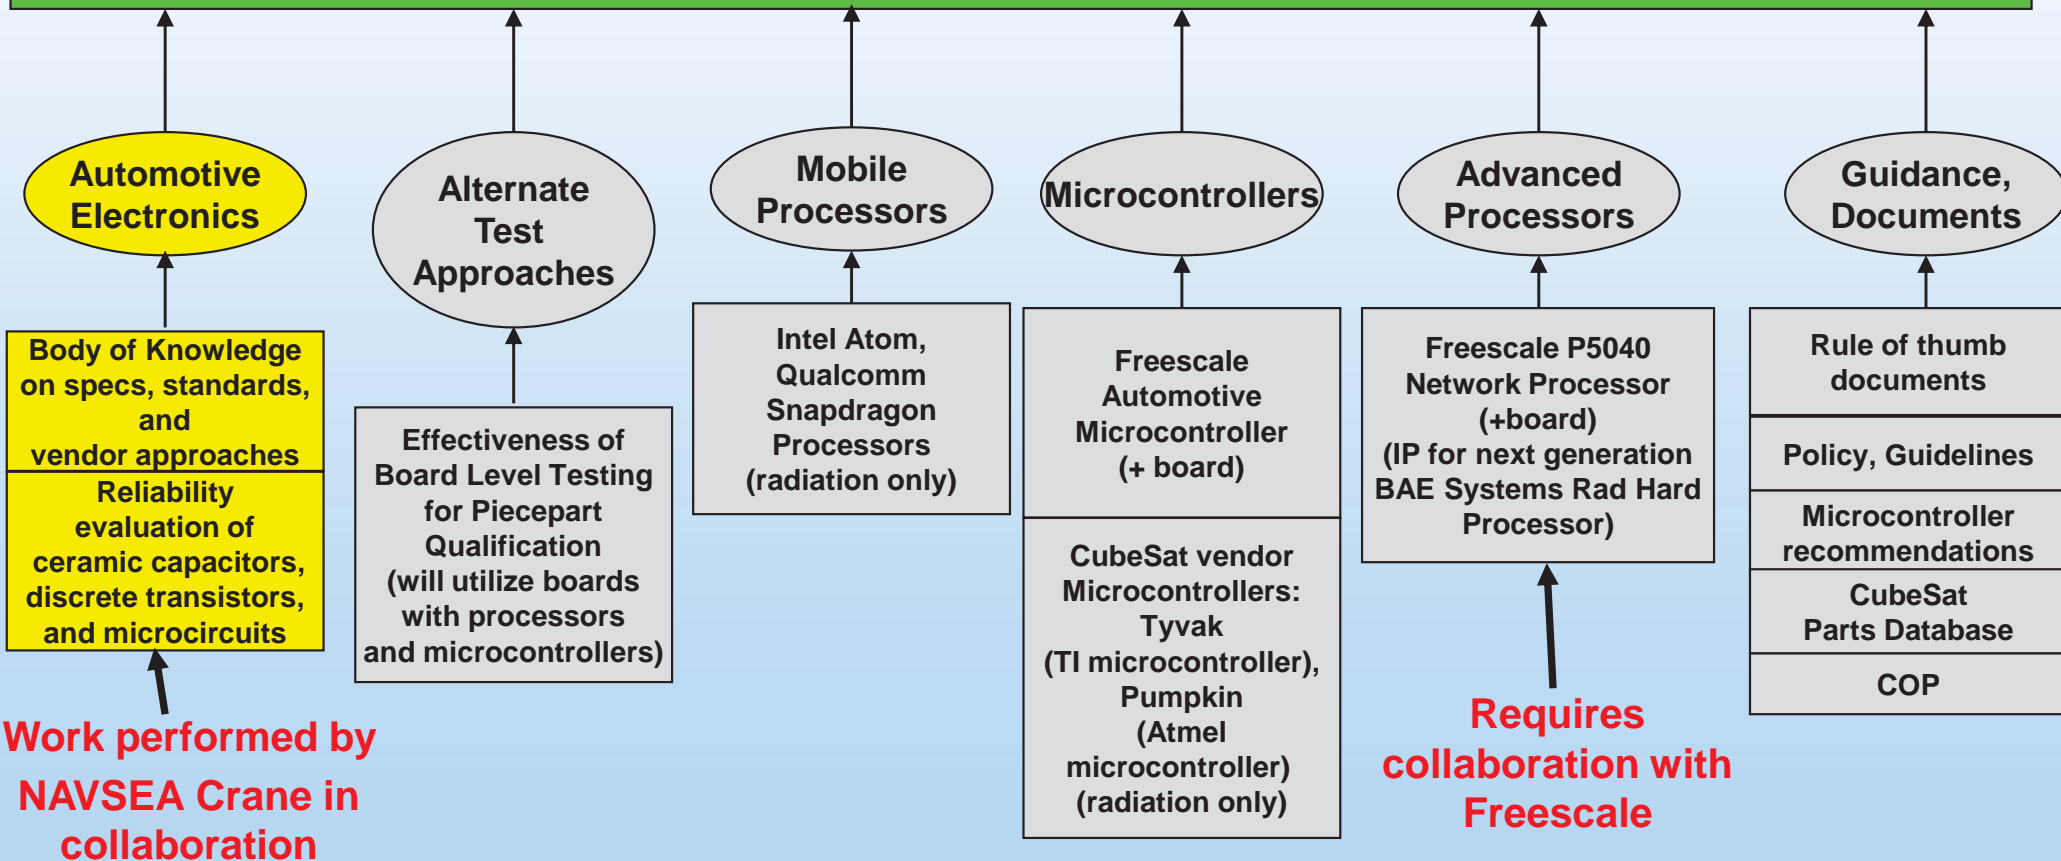 Automotive
Electronics
Alternate
Test
Approaches
Mobile
Processors
Microcontrollers
Advanced
Processors
Guidance,
Documents
Body of Knowledge
on specs, standards,
and
vendor approaches
Reliability
evaluation of
ceramic capacitors,
discrete transistors,
and microcircuits
Work performed by
NAVSEA Crane in
collaboration
Effectiveness of
Board Level Testing
for Piecepart
Qualification
(will utilize boards
with processors
and microcontrollers)
Intel Atom,
Qualcomm
Snapdragon
Processors
(radiation only)
Freescale
Automotive
Microcontroller
(+ board)
CubeSat vendor
Microcontrollers:
Tyvak
(TI microcontroller),
Pumpkin
(Atmel
microcontroller)
(radiation only)
Freescale P5040
Network Processor
(+board)
(IP for next generation
BAE Systems Rad Hard
Processor)
Requires
collaboration with
Freescale
Rule of thumb
documents
Policy, Guidelines
Microcontroller
recommendations
CubeSat
Parts Database
COP